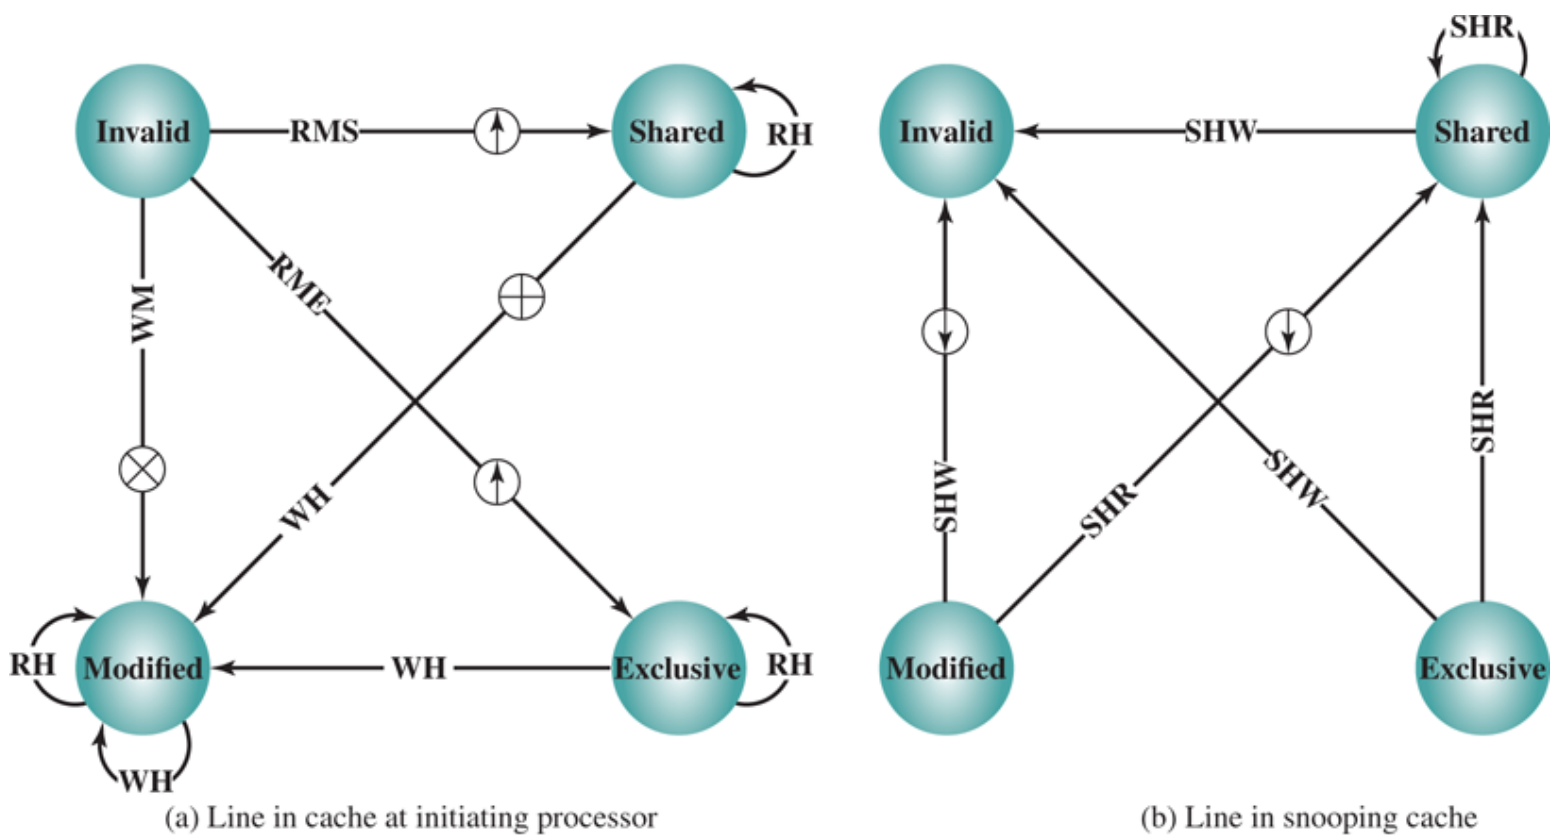 SHR
Invalid
RMS
Shared
RH
Invalid
SHW
Shared
RME
WM
WH
SHW
SHR
SHW
SHR
RH
Modified
WH
Exclusive
RH
Modified
Exclusive
WH
(a) Line in cache at initiating processor
(b) Line in snooping cache